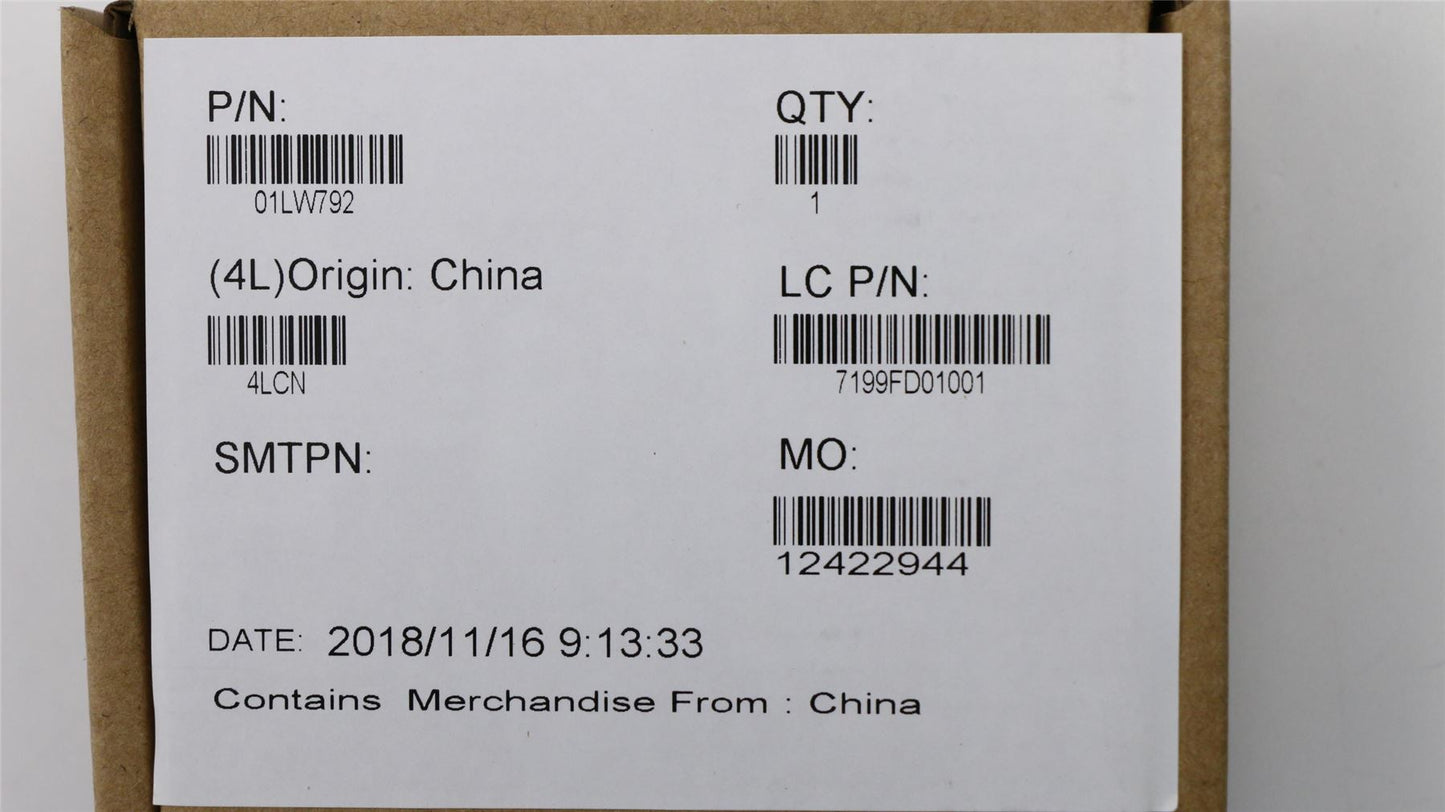 P/N:
01LW792
QTY:
1
(4L)Origin: China
4LCN
LC P/N:
7199FD01001
SMTPN:
MO:
12422944
DATE: 2018/11/16 9:13:33
Contains Merchandise From : China